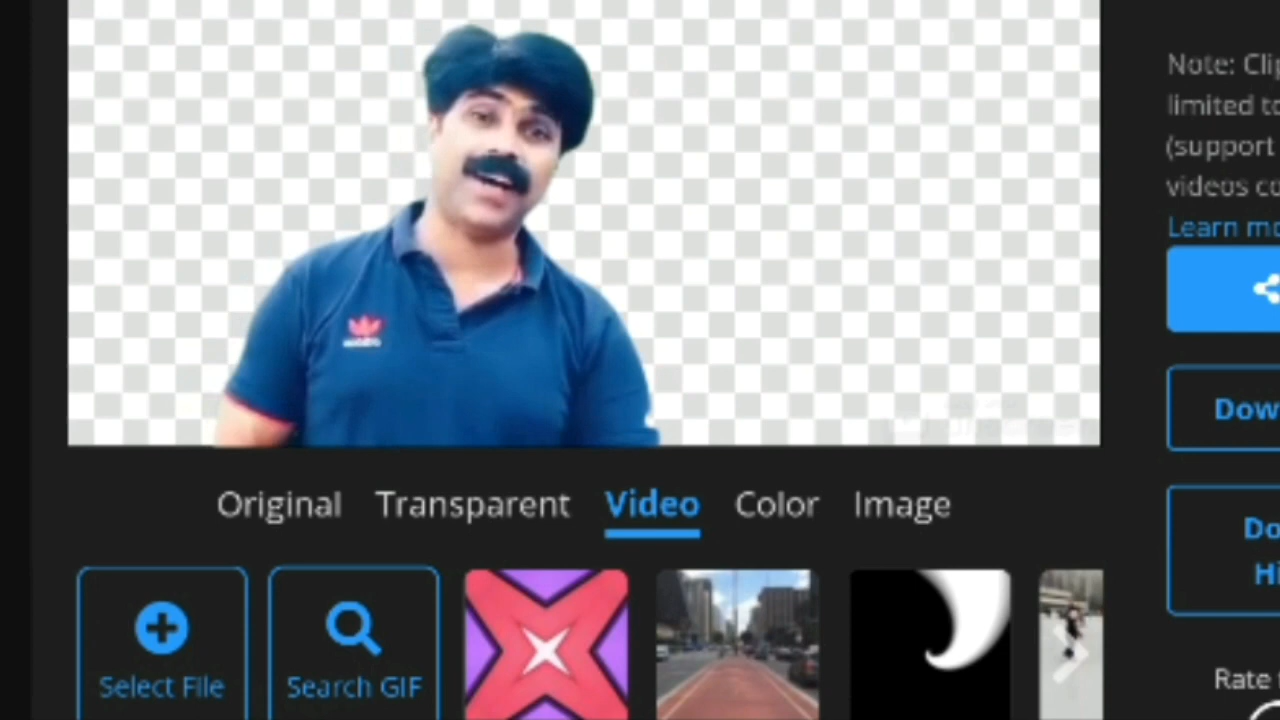 Note: Cli
limited to
(support
videos co
Learn mo
Dow
Do
Hi
Original Transparent Video Color Image
Select File Search GIF
Rate